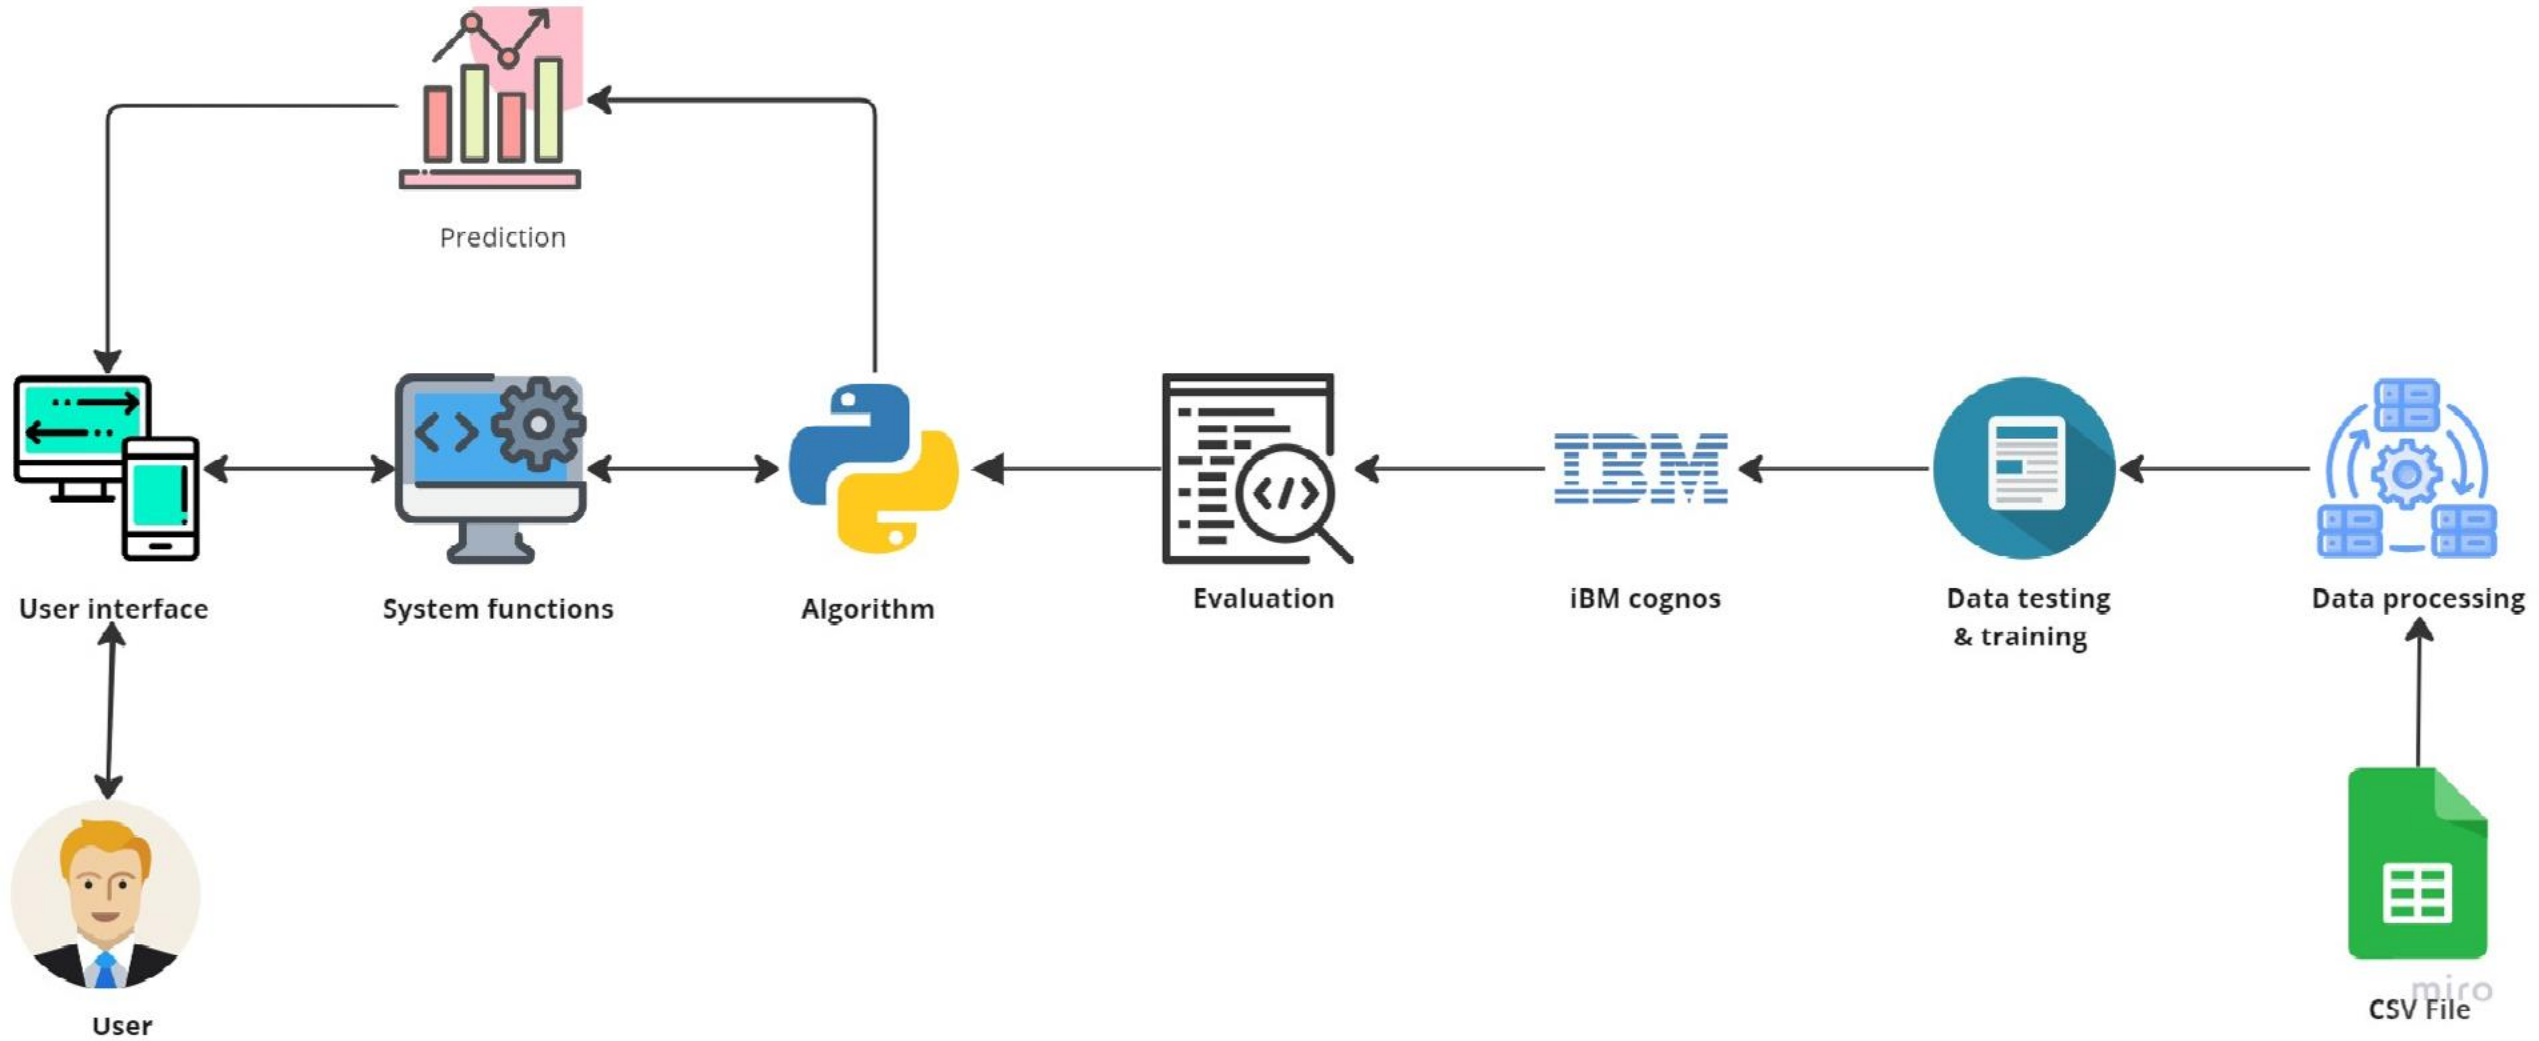 Prediction
User interface
System functions
Algorithm
Evaluation
IBM
iBM cognos
Data testing
& training
Data processing
User
miro
CSV File